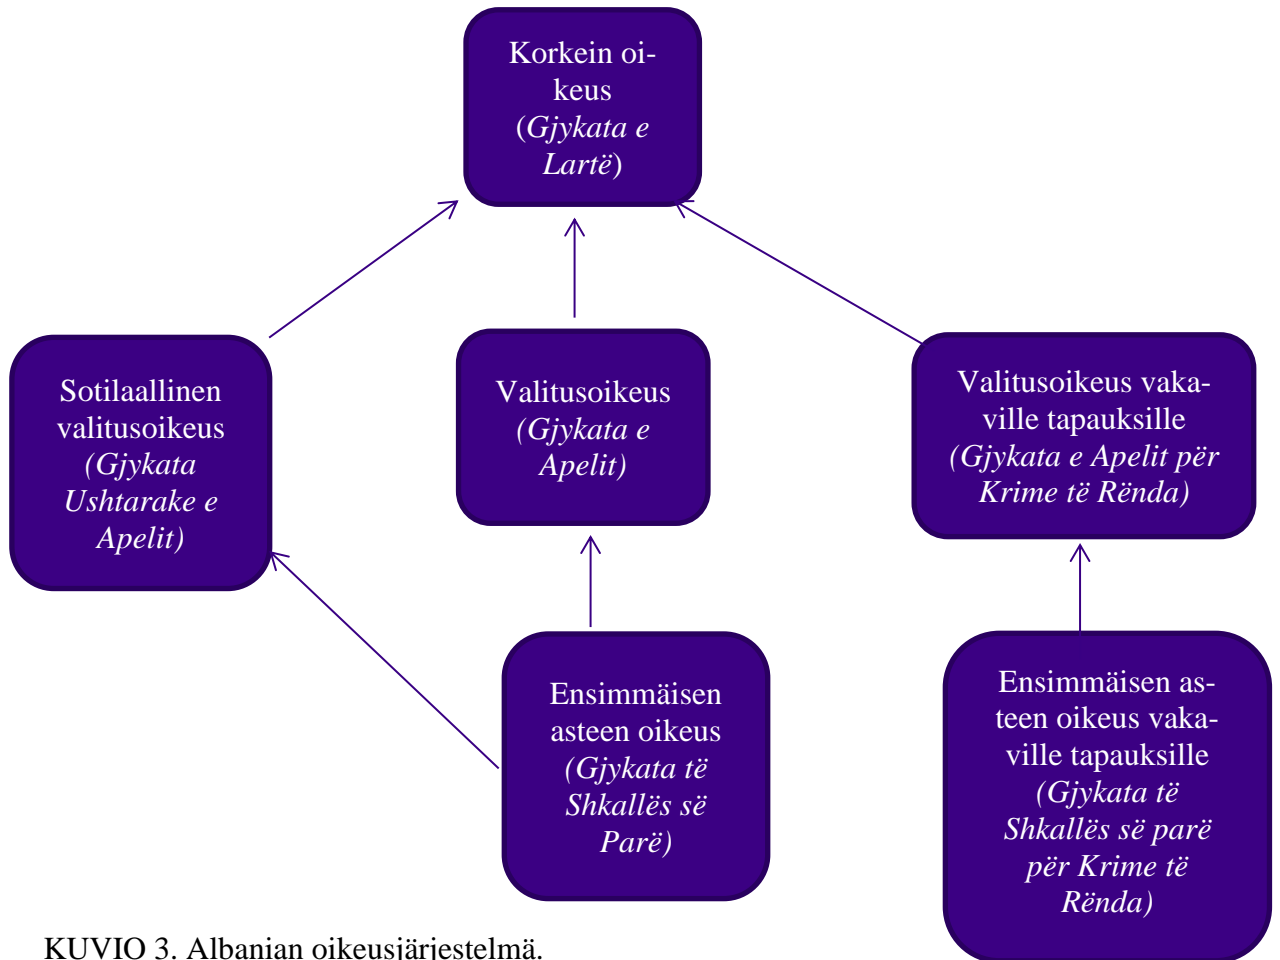 Korkein oi-
keus
(Gjykata e
Lartë)
Sotilaallinen
valitusoikeus
(Gjykata
Ushtarake e
Apelit)
Valitusoikeus
(Gjykata e
Apelit)
Valitusoikeus vaka-
ville tapauksille
(Gjykata e Apelit për
Krime të Rënda)
Ensimmäisen
asteen oikeus
(Gjykata të
Shkallës së
Parë)
Ensimmäisen as-
teen oikeus vaka-
ville tapauksille
(Gjykata të
Shkallës së parë
për Krime të
Rënda)
KUVIO 3. Albanian oikeusjärjestelmä.